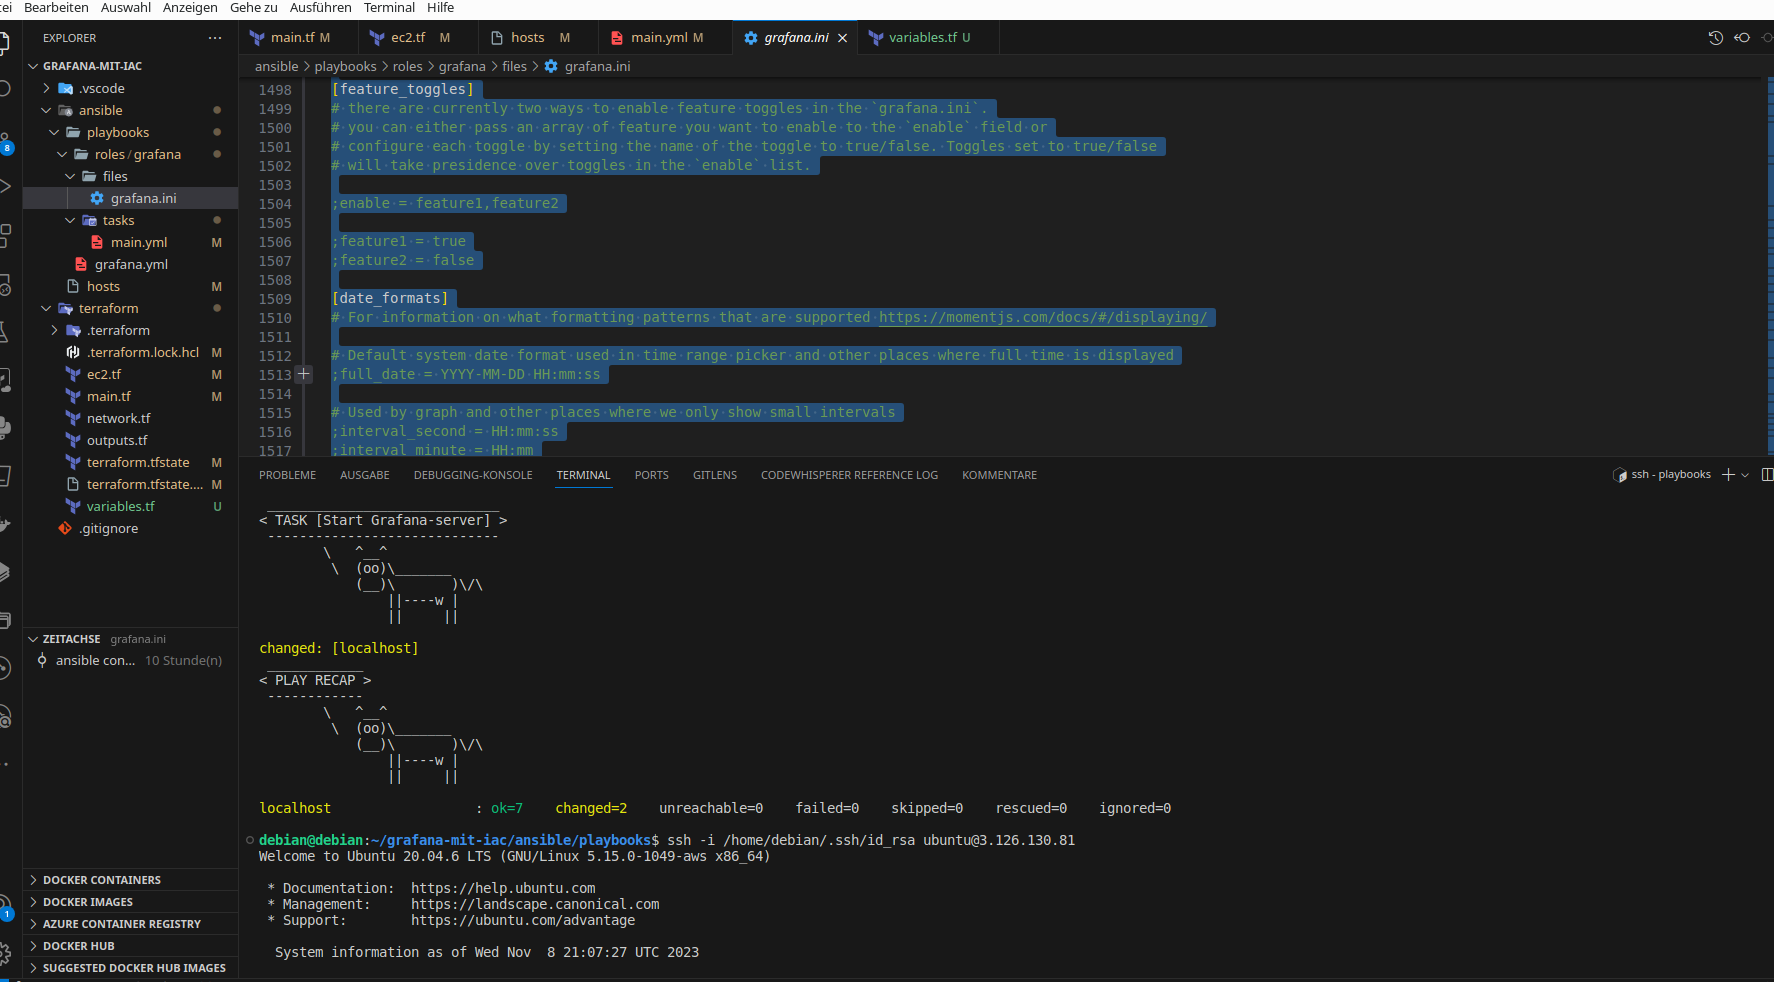 tei Bearbeiten Auswahl Anzeigen Gehe zu Ausführen Terminal Hilfe
EXPLORER ···
GRAFANA-MIT-IAC
.vscode
ansible
playbooks
roles/grafana
files
grafana.ini
tasks
main.yml M
grafana.yml
hosts M
terraform
.terraform
.terraform.lock.hcl M
ec2.tf M
main.tf M
network.tf
outputs.tf
terraform.tfstate M
terraform.tfstate.... M
variables.tf U
.gitignore
ZEITACHSE grafana.ini
ansible con... 10 Stunde(n)
DOCKER CONTAINERS
DOCKER IMAGES
AZURE CONTAINER REGISTRY
DOCKER HUB
SUGGESTED DOCKER HUB IMAGES
8
1
main.tf M ec2.tf M hosts M main.yml M grafana.ini variables.tf U
ansible > playbooks > roles > grafana > files > grafana.ini
1498 [feature_toggles]
1499 # there are currently two ways to enable feature toggles in the `grafana.ini`.
1500 # you can either pass an array of feature you want to enable to the `enable` field or
1501 # configure each toggle by setting the name of the toggle to true/false. Toggles set to true/false
1502 # will take presidence over toggles in the `enable` list.
1503
1504 ;enable = feature1,feature2
1505
1506 ;feature1 = true
1507 ;feature2 = false
1508
1509 [date_formats]
1510 # For information on what formatting patterns that are supported https://momentjs.com/docs/#/displaying/
1511
1512 # Default system date format used in time range picker and other places where full time is displayed
1513 ;full_date = YYYY-MM-DD HH:mm:ss
1514
1515 # Used by graph and other places where we only show small intervals
1516 ;interval_second = HH:mm:ss
1517 ;interval_minute = HH:mm
PROBLEME AUSGABE DEBUGGING-KONSOLE TERMINAL PORTS GITLENS CODEWHISPERER REFERENCE LOG KOMMENTARE
ssh - playbooks
 _____________________________
< TASK [Start Grafana-server] >
 -----------------------------
        \   ^__^
         \  (oo)\_______
            (__)\       )\/\
                ||----w |
                ||     ||
changed: [localhost]
 ____________
< PLAY RECAP >
 ------------
        \   ^__^
         \  (oo)\_______
            (__)\       )\/\
                ||----w |
                ||     ||
localhost : ok=7 changed=2 unreachable=0 failed=0 skipped=0 rescued=0 ignored=0
debian@debian:~/grafana-mit-iac/ansible/playbooks$ ssh -i /home/debian/.ssh/id_rsa ubuntu@3.126.130.81
Welcome to Ubuntu 20.04.6 LTS (GNU/Linux 5.15.0-1049-aws x86_64)
* Documentation: https://help.ubuntu.com
* Management: https://landscape.canonical.com
* Support: https://ubuntu.com/advantage
System information as of Wed Nov 8 21:07:27 UTC 2023